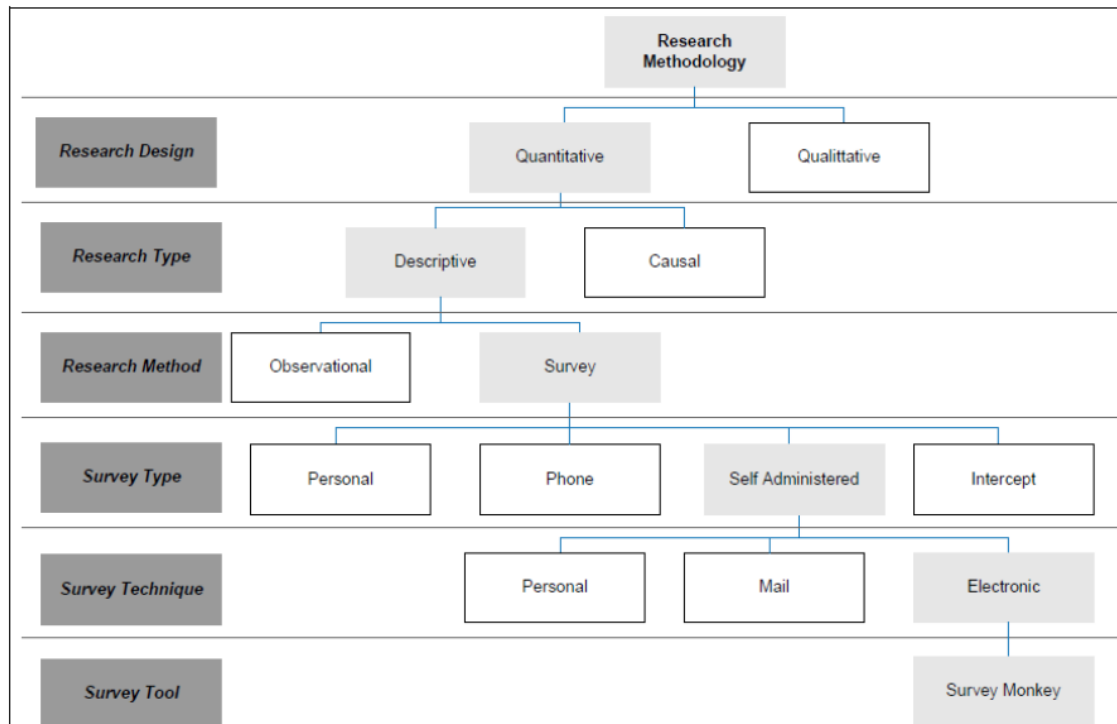 Research
Methodology
Research Design
Quantitative
Qualittative
Research Type
Descriptive
Causal
Research Method
Observational
Survey
Survey Type
Personal
Phone
Self Administered
Intercept
Survey Technique
Personal
Mail
Electronic
Survey Tool
Survey Monkey